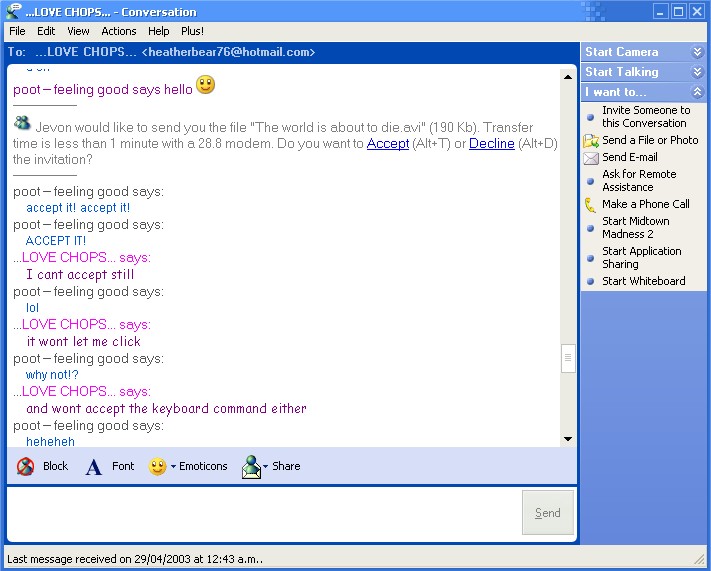 ...LOVE CHOPS... - Conversation
File Edit View Actions Help Plus!
To: ...LOVE CHOPS... <heatherbear76@hotmail.com>
poot—feeling good says hello
Jevon would like to send you the file "The world is about to die.avi" (190 Kb). Transfer
time is less than 1 minute with a 28.8 modem. Do you want to Accept (Alt+T) or Decline (Alt+D)
the invitation?
poot—feeling good says:
accept it! accept it!
poot—feeling good says:
ACCEPT IT!
...LOVE CHOPS... says:
I cant accept still
poot—feeling good says:
lol
...LOVE CHOPS... says:
it wont let me click
poot—feeling good says:
why not!?
...LOVE CHOPS... says:
and wont accept the keyboard command either
poot—feeling good says:
heheheh
Block Font Emoticons Share
Send
Last message received on 29/04/2003 at 12:43 a.m..
Start Camera
Start Talking
I want to...
Invite Someone to
this Conversation
Send a File or Photo
Send E-mail
Ask for Remote
Assistance
Make a Phone Call
Start Midtown
Madness 2
Start Application
Sharing
Start Whiteboard